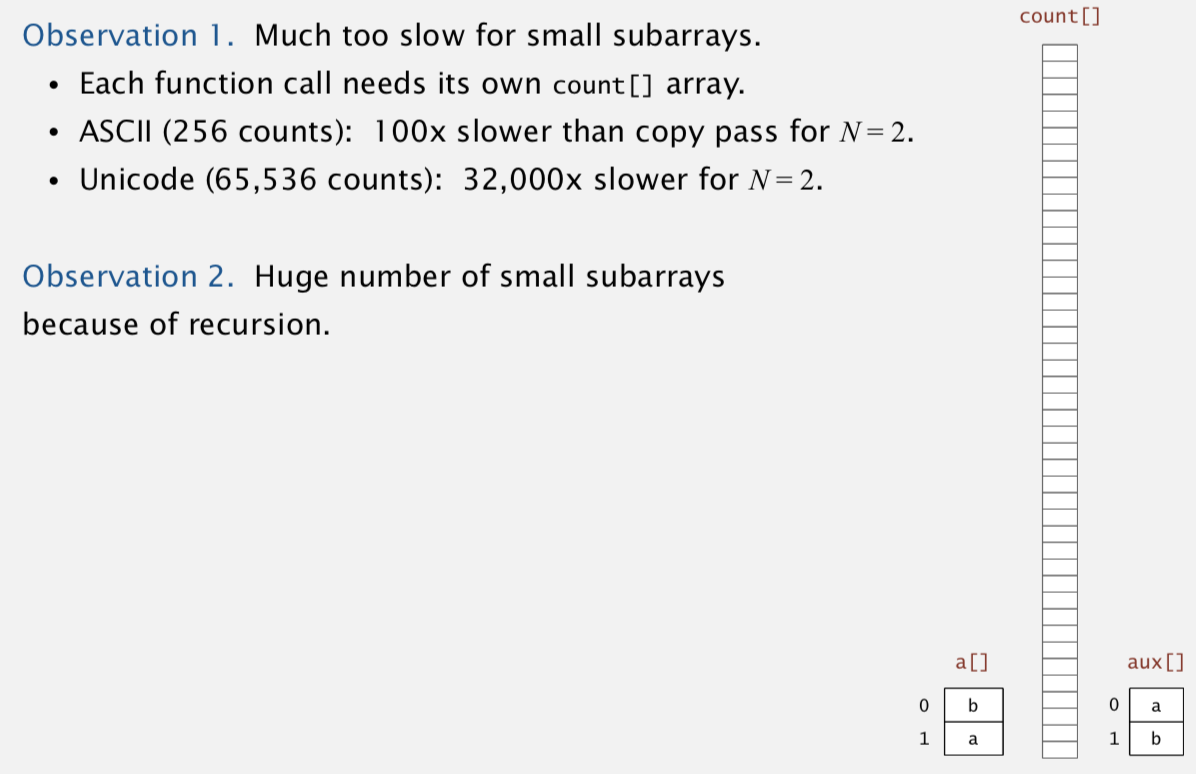 Observation 1. Much too slow for small subarrays.
• Each function call needs its own count[] array.
• ASCII (256 counts): 100x slower than copy pass for N = 2.
• Unicode (65,536 counts): 32,000x slower for N = 2.
Observation 2. Huge number of small subarrays
because of recursion.
count[]
a[]
0 b
1 a
aux[]
0 a
1 b